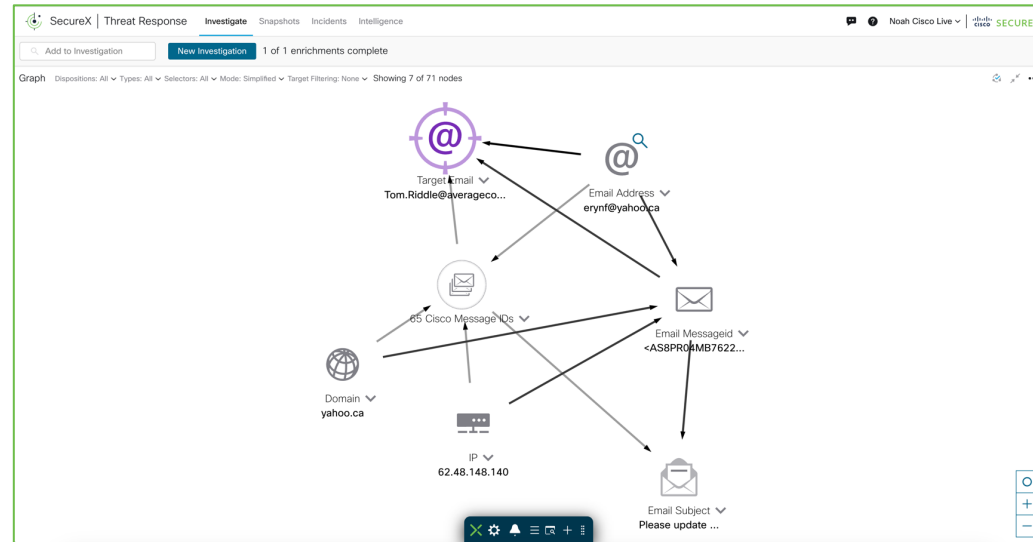 SecureX | Threat Response Investigate Snapshots Incidents Intelligence Noah Cisco Live CISCO SECURE
Add to Investigation New Investigation 1 of 1 enrichments complete
Graph Dispositions: All Types: All Selectors: All Mode: Simplified Target Filtering: None Showing 7 of 71 nodes
Target Email
Tom.Riddle@averageco...
Email Address
erynf@yahoo.ca
65 Cisco Message IDs
Email Messageid
<AS8PR04MB7622...
Domain
yahoo.ca
IP
62.48.148.140
Email Subject
Please update ...